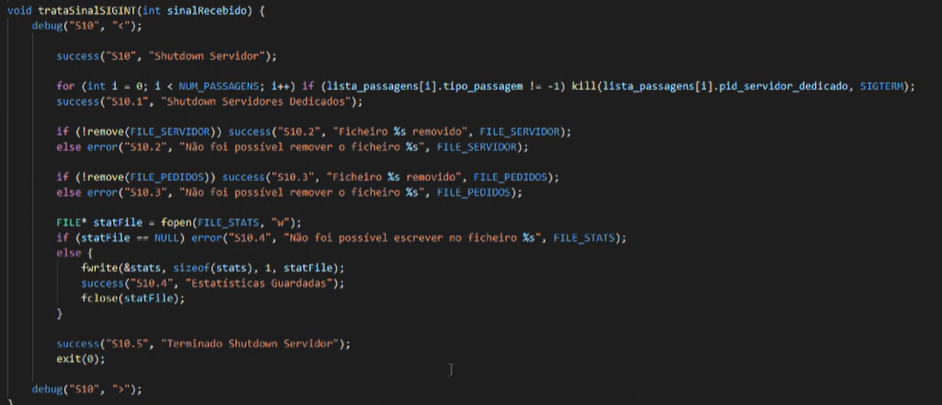 void trataSinalSIGINT(int sinalRecebido) {
debug("S10", "<");
success("S10", "Shutdown Servidor");
for (int i = 0; i < NUM_PASSAGENS; i++) if (lista_passagens[i].tipo_passagem != -1) kill(lista_passagens[i].pid_servidor_dedicado, SIGTERM);
success("S10.1", "Shutdown Servidores Dedicados");
if (!remove(FILE_SERVIDOR)) success("S10.2", "Ficheiro %s removido", FILE_SERVIDOR);
else error("S10.2", "Não foi possível remover o ficheiro %s", FILE_SERVIDOR);
if (!remove(FILE_PEDIDOS)) success("S10.3", "Ficheiro %s removido", FILE_PEDIDOS);
else error("S10.3", "Não foi possível remover o ficheiro %s", FILE_PEDIDOS);
FILE* statFile = fopen(FILE_STATS, "w");
if (statFile == NULL) error("S10.4", "Não foi possível escrever no ficheiro %s", FILE_STATS);
else {
fwrite(&stats, sizeof(stats), 1, statFile);
success("S10.4", "Estatísticas Guardadas");
fclose(statFile);
}
success("S10.5", "Terminado Shutdown Servidor");
exit(0);
debug("S10", ">");
}